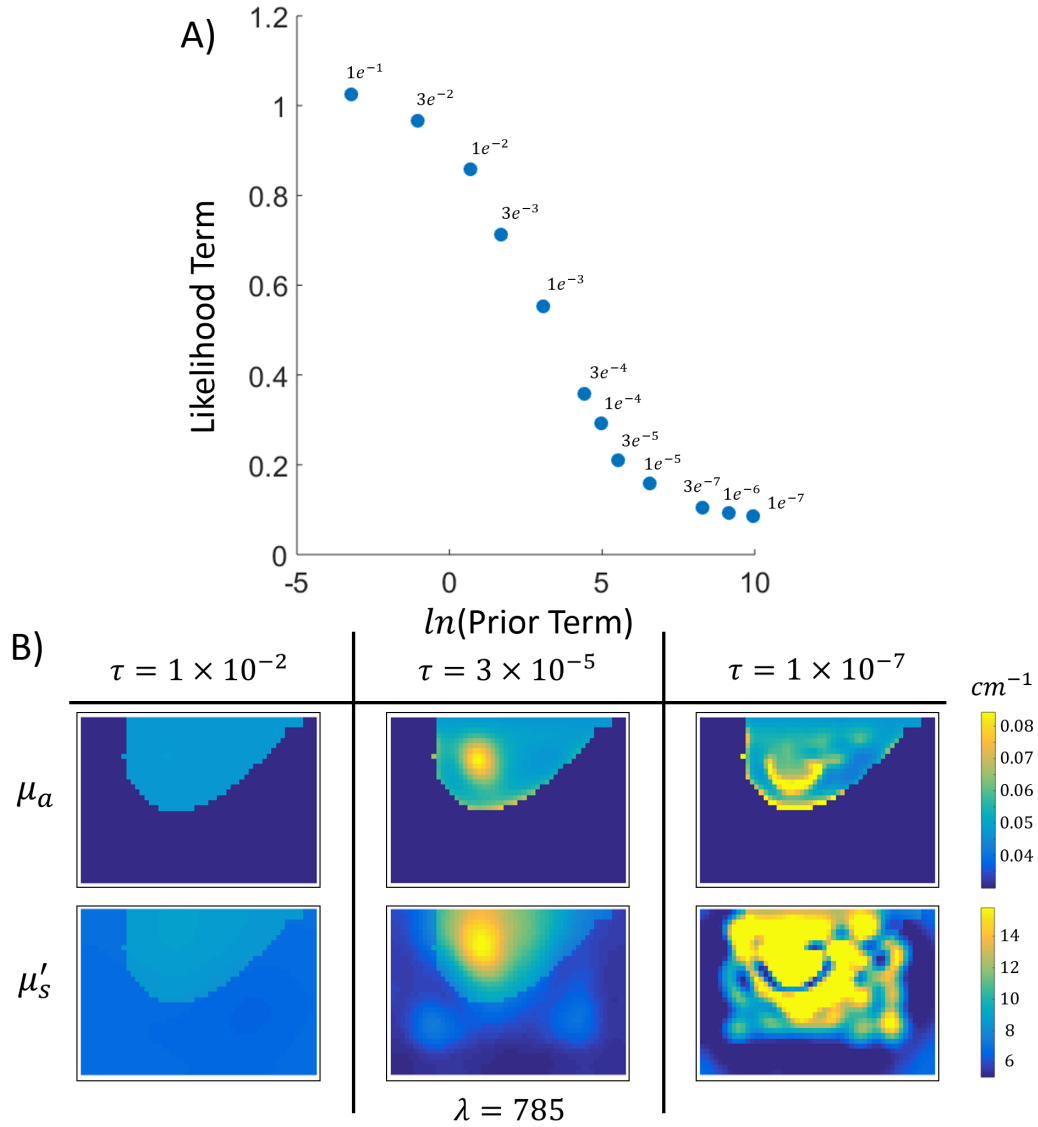 A)
Likelihood Term
1.2
1
0.8
0.6
0.4
0.2
0
-5
0
5
10
1e⁻¹
3e⁻²
1e⁻²
3e⁻³
1e⁻³
3e⁻⁴
1e⁻⁴
3e⁻⁵
1e⁻⁵
3e⁻⁷
1e⁻⁶
1e⁻⁷
ln(Prior Term)
B)
τ = 1 × 10⁻²
τ = 3 × 10⁻⁵
τ = 1 × 10⁻⁷
cm⁻¹
μₐ
0.08
0.07
0.06
0.05
0.04
μ′ₛ
14
12
10
8
6
λ = 785